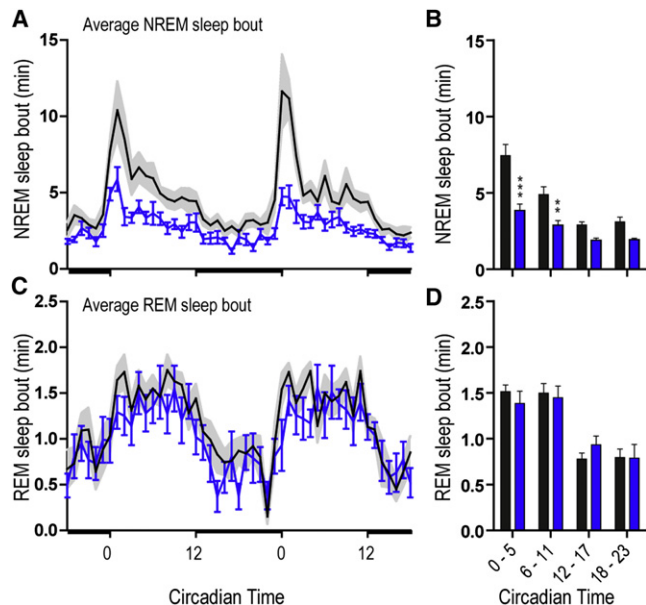 A
Average NREM sleep bout
NREM sleep bout (min)
15
10
5
0
B
NREM sleep bout (min)
15
10
5
0
***
**
C
Average REM sleep bout
REM sleep bout (min)
2.5
2.0
1.5
1.0
0.5
0.0
0
12
0
12
Circadian Time
D
REM sleep bout (min)
2.5
2.0
1.5
1.0
0.5
0.0
0 - 5
6 - 11
12 - 17
18 - 23
Circadian Time